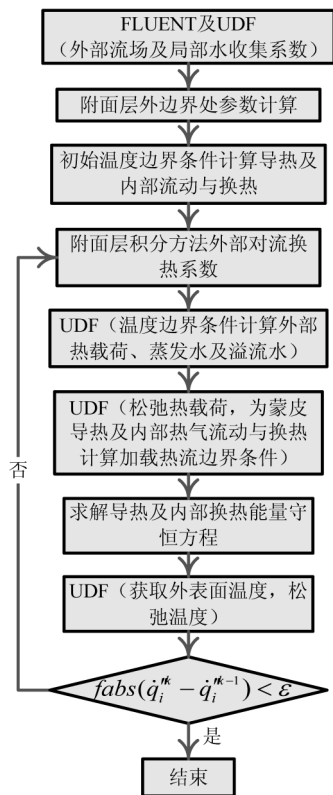 FLUENT及UDF
（外部流场及局部水收集系数）
附面层外边界处参数计算
初始温度边界条件计算导热及
内部流动与换热
附面层积分方法外部对流换
热系数
UDF（温度边界条件计算外部
热载荷、蒸发水及溢流水）
UDF（松弛热载荷，为蒙皮
导热及内部热气流动与换热
计算加载热流边界条件）
否
求解导热及内部换热能量守
恒方程
UDF（获取外表面温度，松
弛温度）
fabs(q̇ᵢ″ᵏ − q̇ᵢ″ᵏ⁻¹) < ε
是
结束